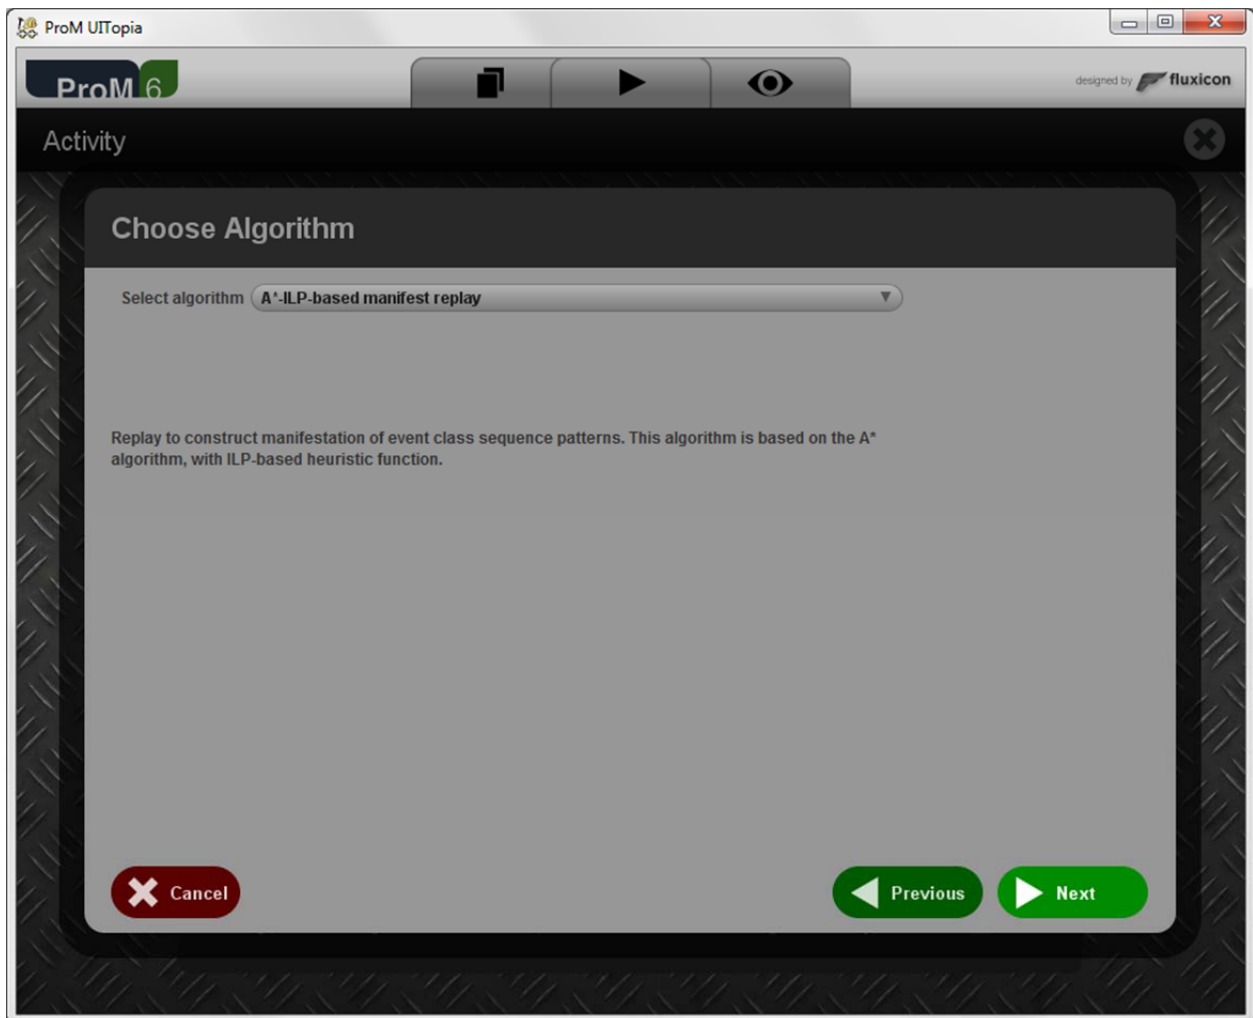 ProM UITopia
ProM 6
designed by fluxicon
Activity
Choose Algorithm
Select algorithm A*-ILP-based manifest replay
Replay to construct manifestation of event class sequence patterns. This algorithm is based on the A*
algorithm, with ILP-based heuristic function.
Cancel Previous Next